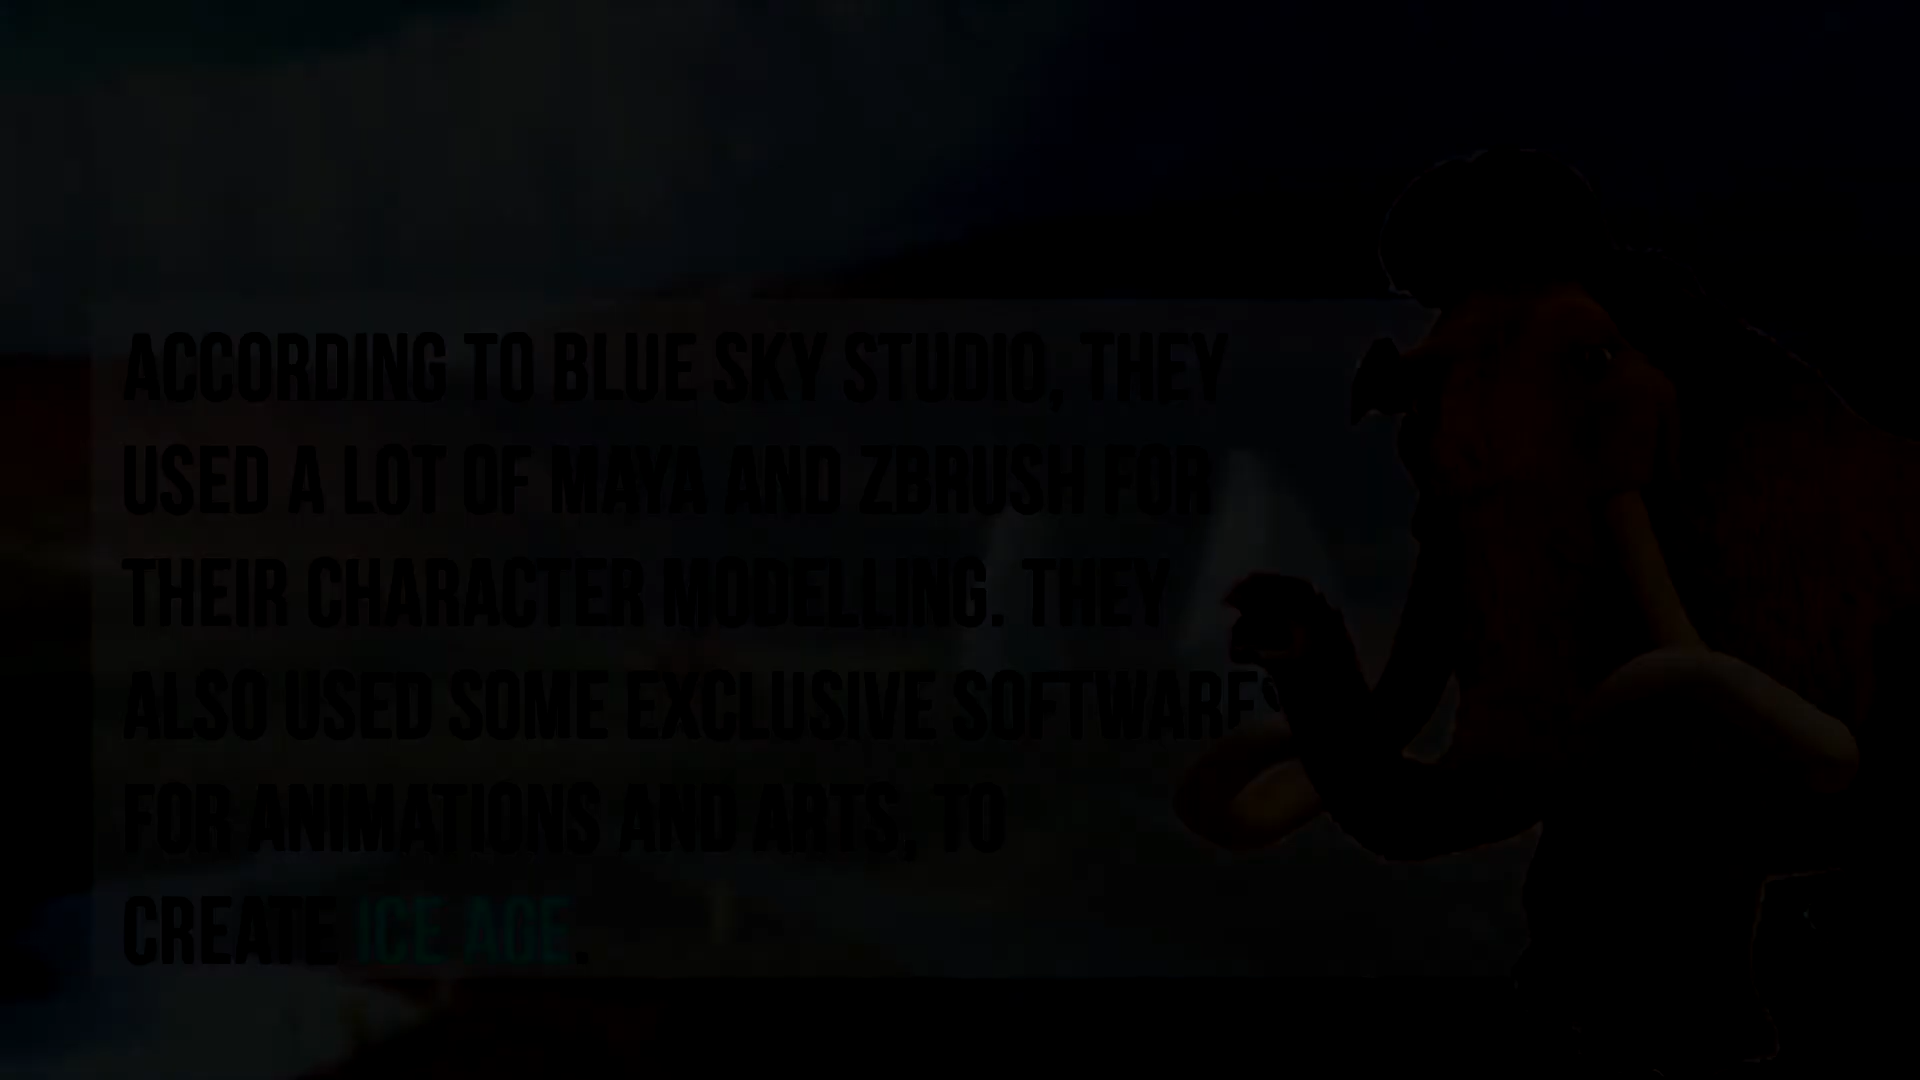 ACCORDING TO BLUE SKY STUDIO, THEY
USED A LOT OF MAYA AND ZBRUSH FOR
THEIR CHARACTER MODELLING. THEY
ALSO USED SOME EXCLUSIVE SOFTWARES
FOR ANIMATIONS AND ARTS, TO
CREATE ICE AGE.